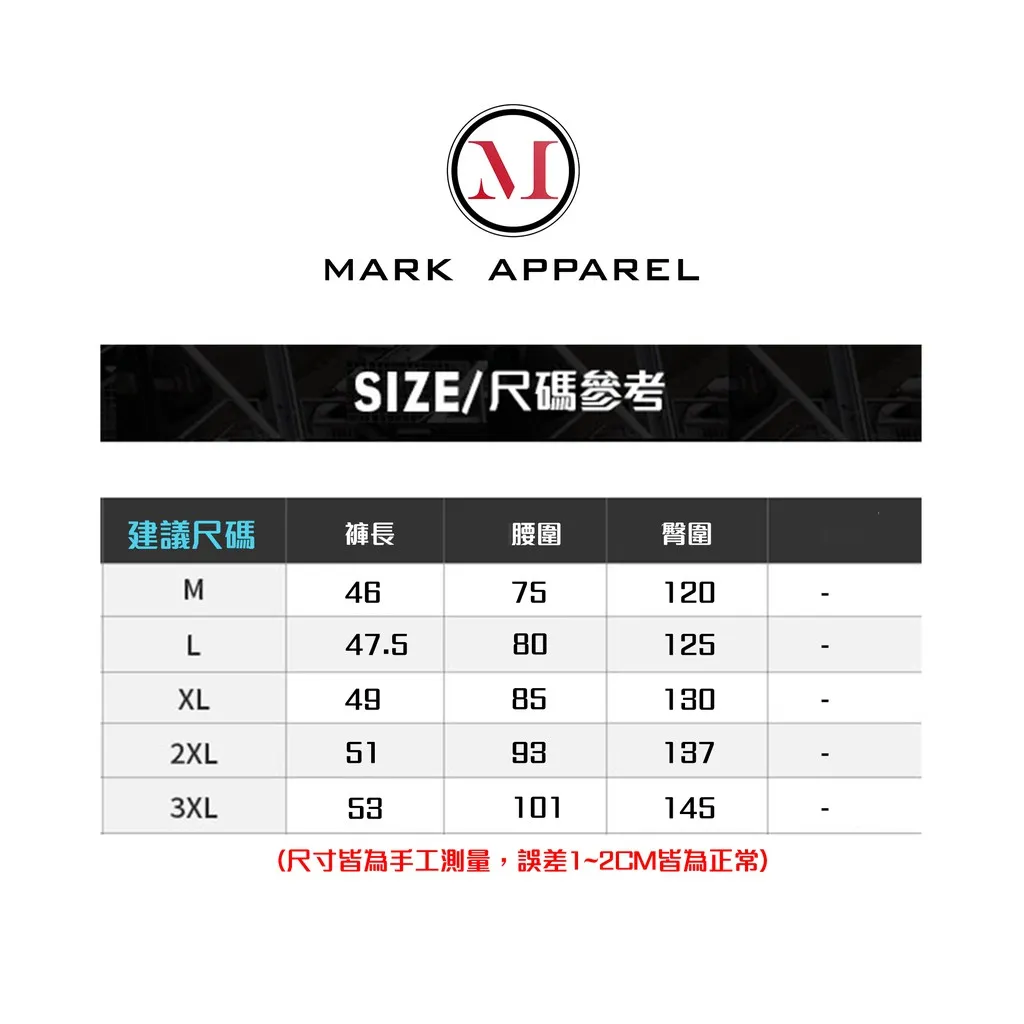 M
MARK APPAREL
SIZE/尺碼參考
建議尺碼 褲長 腰圍 臀圍
M 46 75 120 -
L 47.5 80 125 -
XL 49 85 130 -
2XL 51 93 137 -
3XL 53 101 145 -
(尺寸皆為手工測量，誤差1~2CM皆為正常)